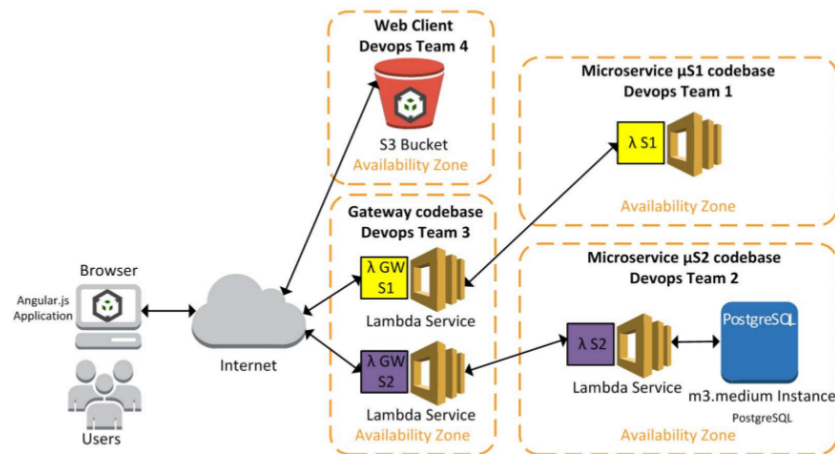 Web Client
Devops Team 4
S3 Bucket
Availability Zone
Microservice µS1 codebase
Devops Team 1
λ S1
Availability Zone
Gateway codebase
Devops Team 3
λ GW
S1
Lambda Service
λ GW
S2
Lambda Service
Availability Zone
Microservice µS2 codebase
Devops Team 2
λ S2
Lambda Service
PostgreSQL
m3.medium Instance
PostgreSQL
Availability Zone
Browser
Angular.js
Application
Internet
Users